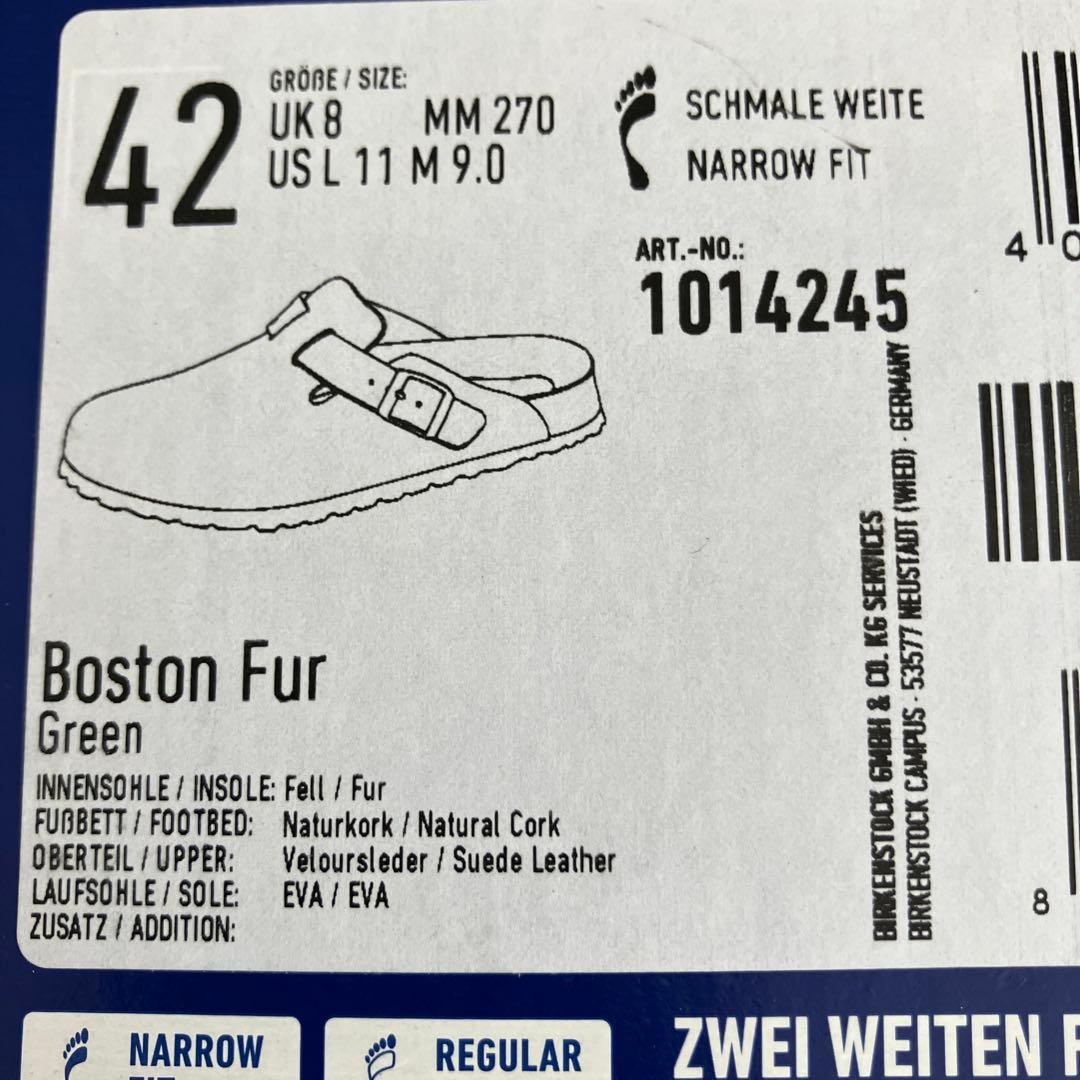 42
GRÖßE / SIZE:
UK 8 MM 270
US L 11 M 9.0
SCHMALE WEITE
NARROW FIT
ART.-NO.:
1014245
4 0
Boston Fur
Green
INNENSOHLE / INSOLE: Fell / Fur
FUßBETT / FOOTBED: Naturkork / Natural Cork
OBERTEIL / UPPER: Veloursleder / Suede Leather
LAUFSOHLE / SOLE: EVA / EVA
ZUSATZ / ADDITION:
BIRKENSTOCK GMBH & CO. KG SERVICES
BIRKENSTOCK CAMPUS · 53577 NEUSTADT (WIED) · GERMANY
8
NARROW
FIT
REGULAR
ZWEI WEITEN F